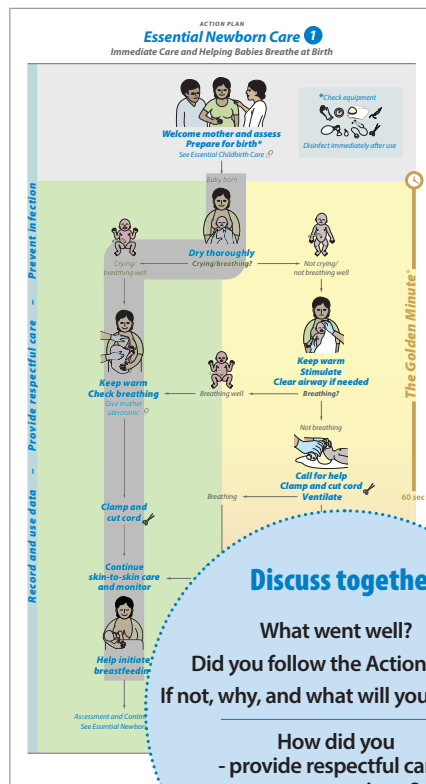 ACTION PLAN
Essential Newborn Care 1
Immediate Care and Helping Babies Breathe at Birth
*Check equipment
Disinfect immediately after use
Welcome mother and assess
Prepare for birth*
See Essential Childbirth Care
Baby born
Dry thoroughly
Crying/breathing?
Crying/
breathing well
Not crying/
not breathing well
Keep warm
Check breathing
Give mother
uterotonic
Breathing well
Keep warm
Stimulate
Clear airway if needed
Breathing?
Not breathing
Call for help
Clamp and cut cord
Ventilate
Breathing
Clamp and
cut cord
Continue
skin-to-skin care
and monitor
Help initiate
breastfeedin
Assessment and Contin
See Essential Newbor
Record and use data – Provide respectful care – Prevent infection
The Golden Minute®
60 sec
Discuss togethe
What went well?
Did you follow the Action
If not, why, and what will you
How did you
- provide respectful ca